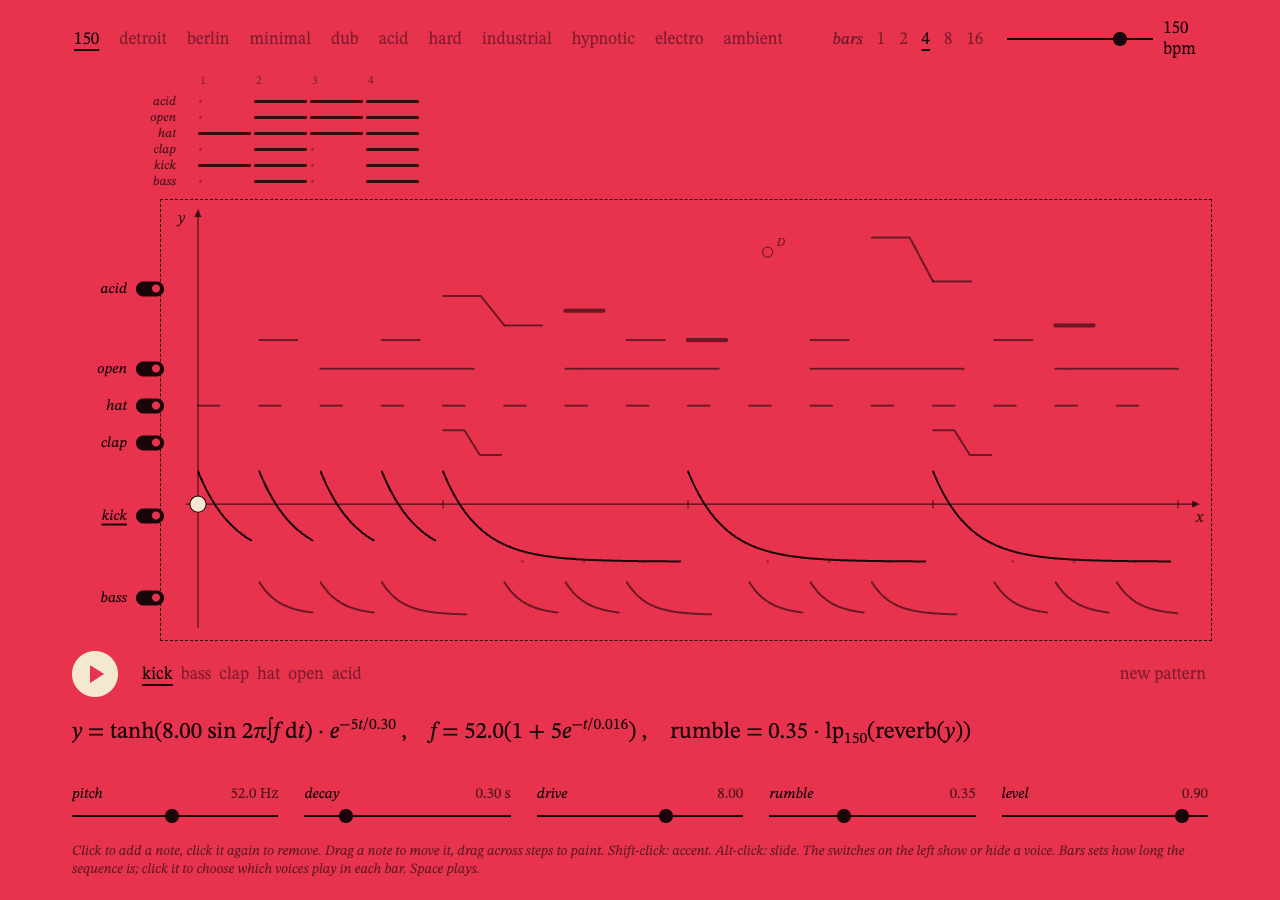 150 detroit berlin minimal dub acid hard industrial hypnotic electro ambient bars 1 2 4 8 16 150 bpm
1 2 3 4
acid
open
hat
clap
kick
bass
y
D
acid
open
hat
clap
kick
x
bass
kick bass clap hat open acid new pattern
y = tanh(8.00 sin 2π∫f dt) · e^{−5t/0.30} , f = 52.0(1 + 5e^{−t/0.016}) , rumble = 0.35 · lp₁₅₀(reverb(y))
pitch 52.0 Hz decay 0.30 s drive 8.00 rumble 0.35 level 0.90
Click to add a note, click it again to remove. Drag a note to move it, drag across steps to paint. Shift-click: accent. Alt-click: slide. The switches on the left show or hide a voice. Bars sets how long the
sequence is; click it to choose which voices play in each bar. Space plays.